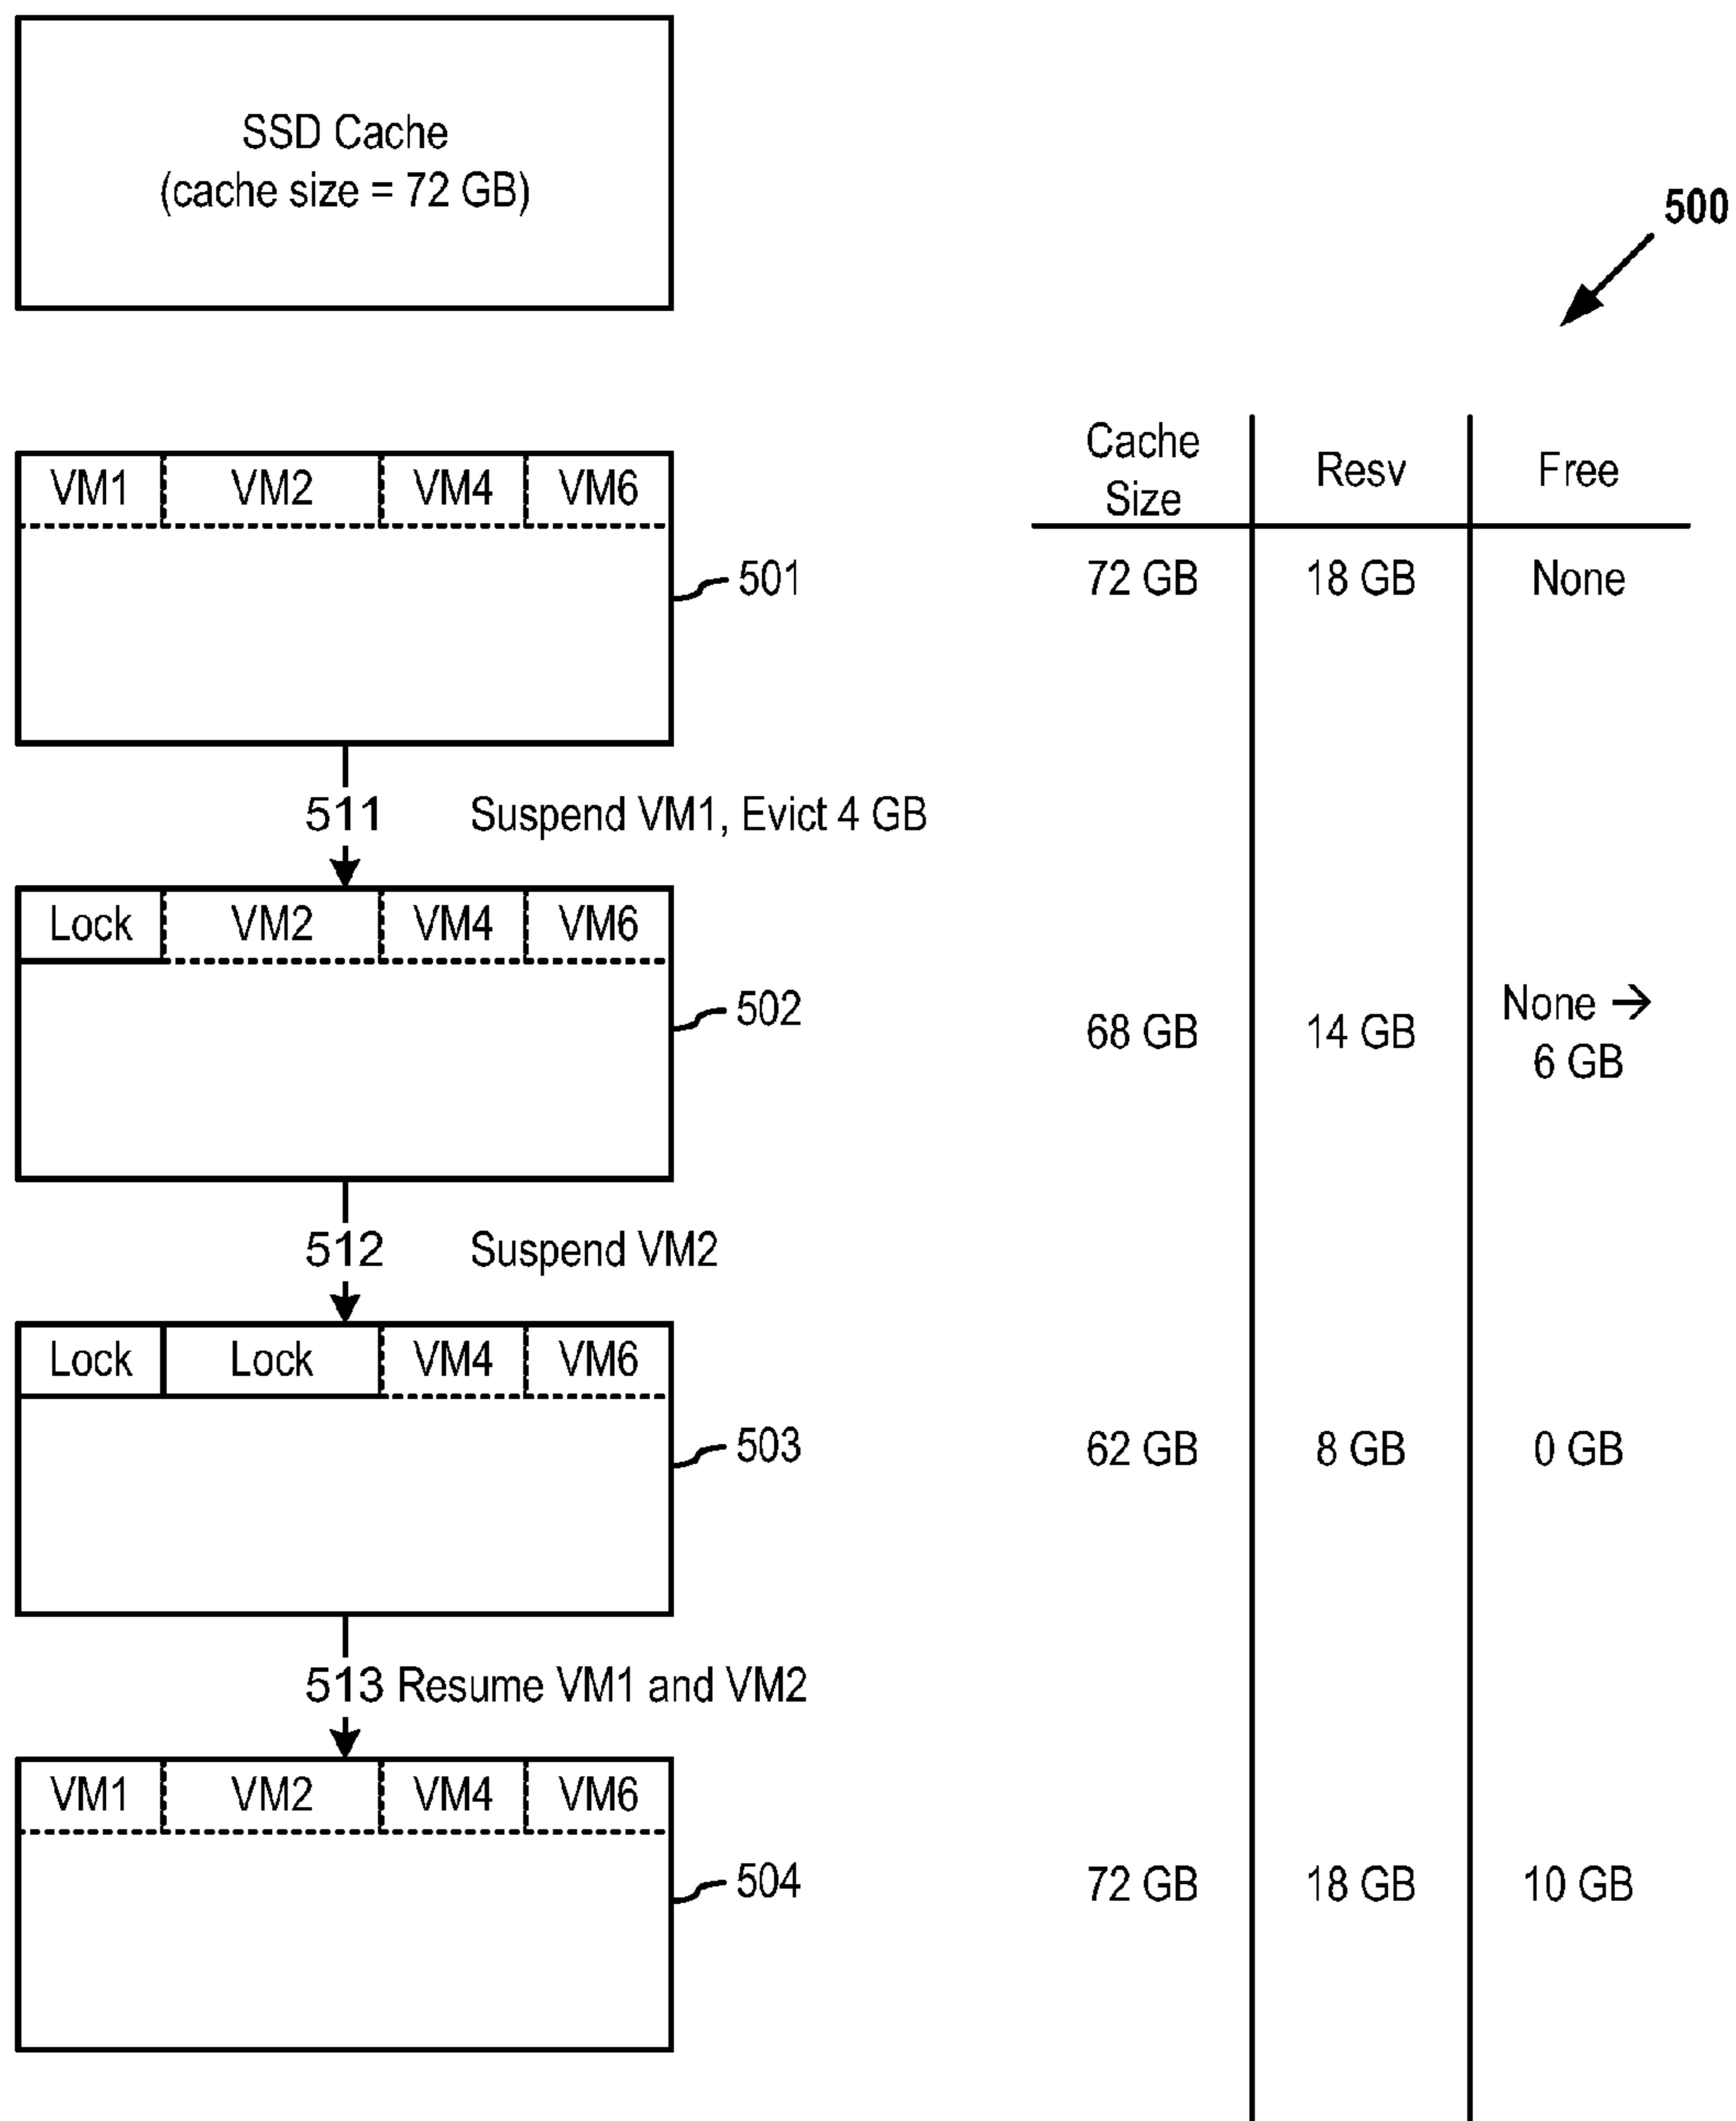 SSD Cache
(cache size = 72 GB)
500
Cache
Size
Resv
Free
VM1 VM2 VM4 VM6
501
72 GB 18 GB None
511 Suspend VM1, Evict 4 GB
Lock VM2 VM4 VM6
502
68 GB 14 GB None →
6 GB
512 Suspend VM2
Lock Lock VM4 VM6
503
62 GB 8 GB 0 GB
513 Resume VM1 and VM2
VM1 VM2 VM4 VM6
504
72 GB 18 GB 10 GB